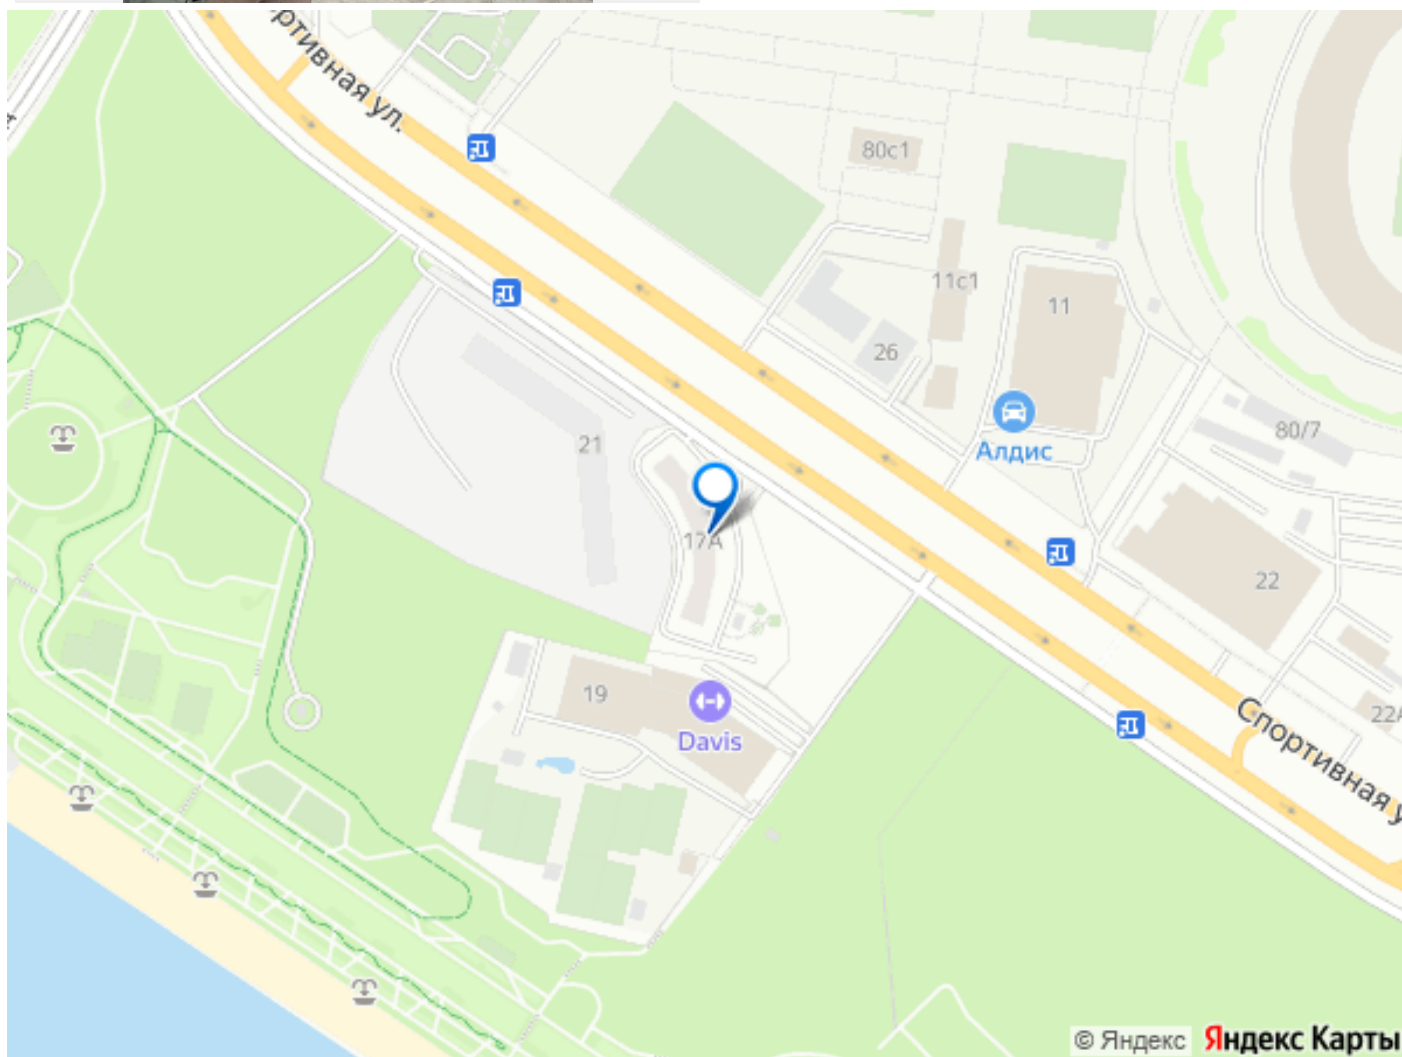 ртивная ул.
80с1
11с1
11
26
Алдис
80/7
21
17А
22
19
Davis
Спортивная у
22А
© Яндекс Яндекс Карты